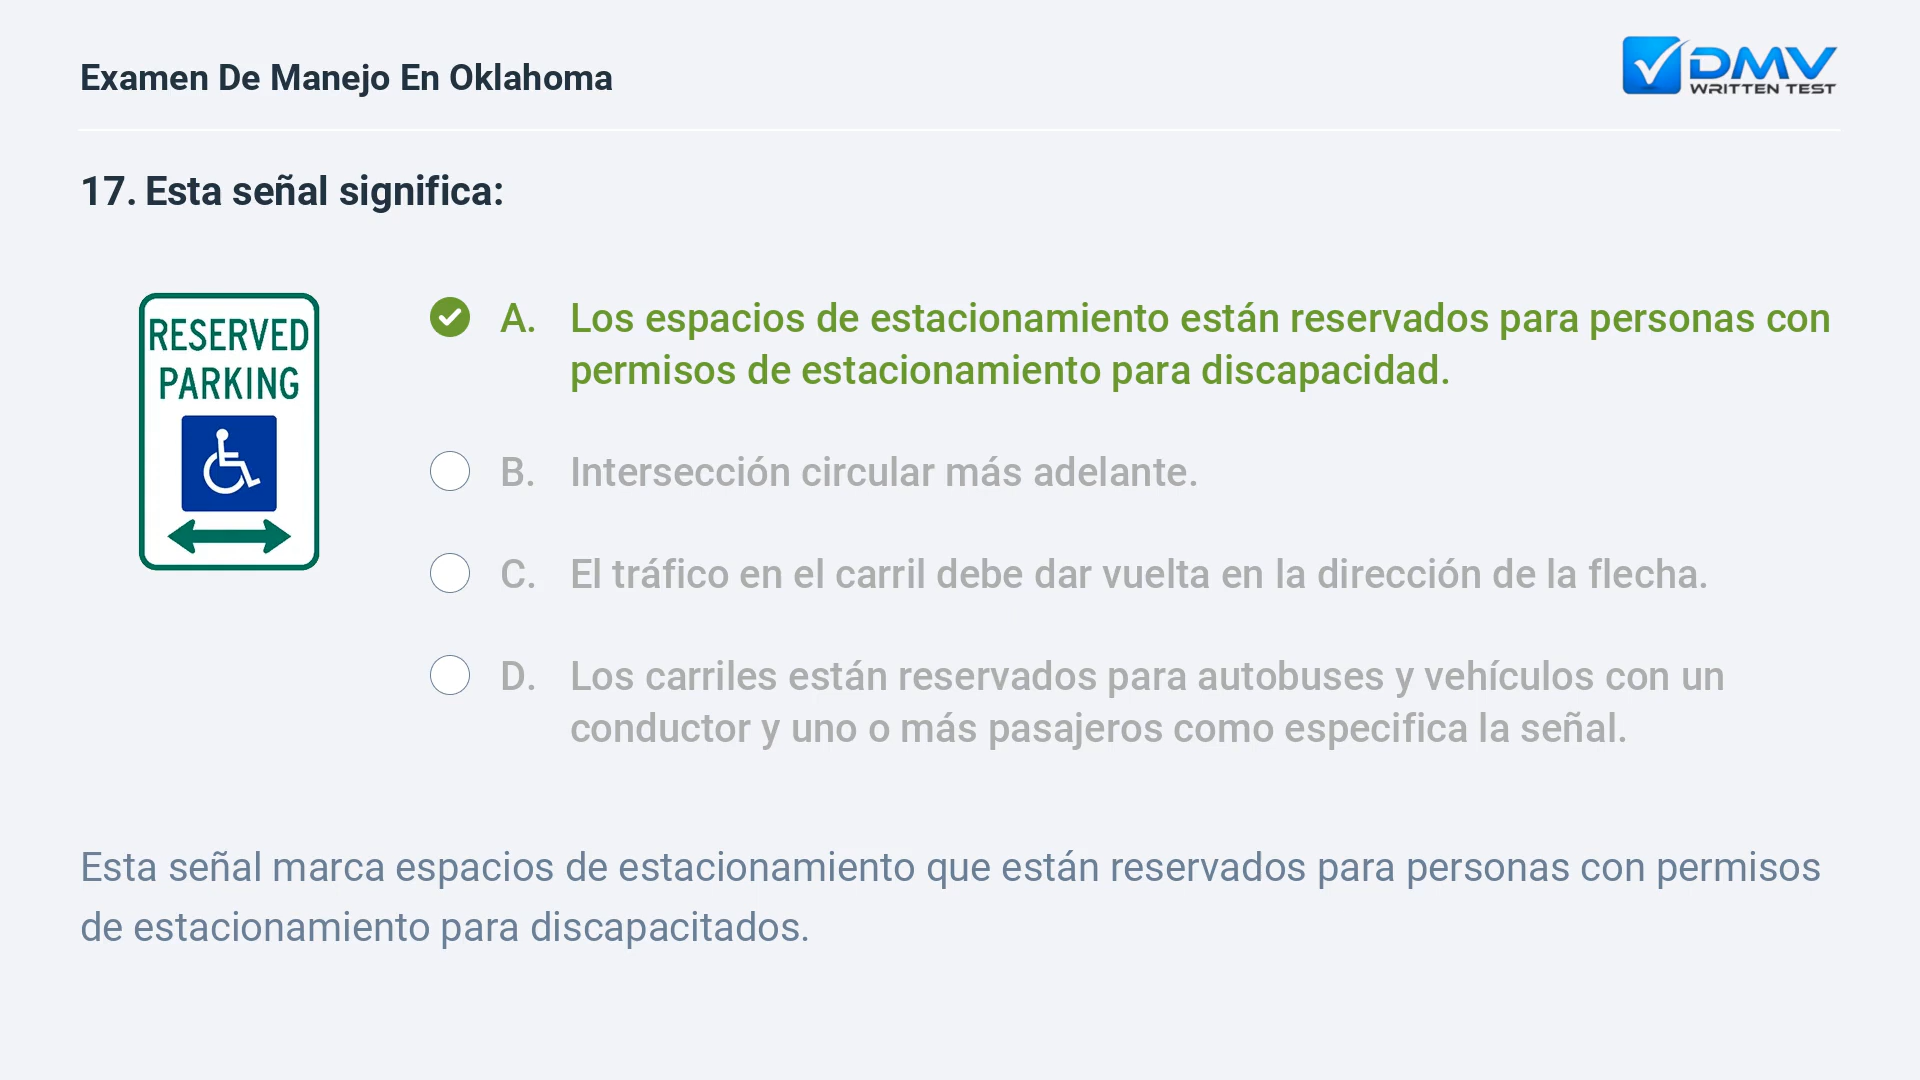 Examen De Manejo En Oklahoma
DMV
WRITTEN TEST
17. Esta señal significa:
RESERVED
PARKING
A. Los espacios de estacionamiento están reservados para personas con
permisos de estacionamiento para discapacidad.
B. Intersección circular más adelante.
C. El tráfico en el carril debe dar vuelta en la dirección de la flecha.
D. Los carriles están reservados para autobuses y vehículos con un
conductor y uno o más pasajeros como especifica la señal.
Esta señal marca espacios de estacionamiento que están reservados para personas con permisos
de estacionamiento para discapacitados.